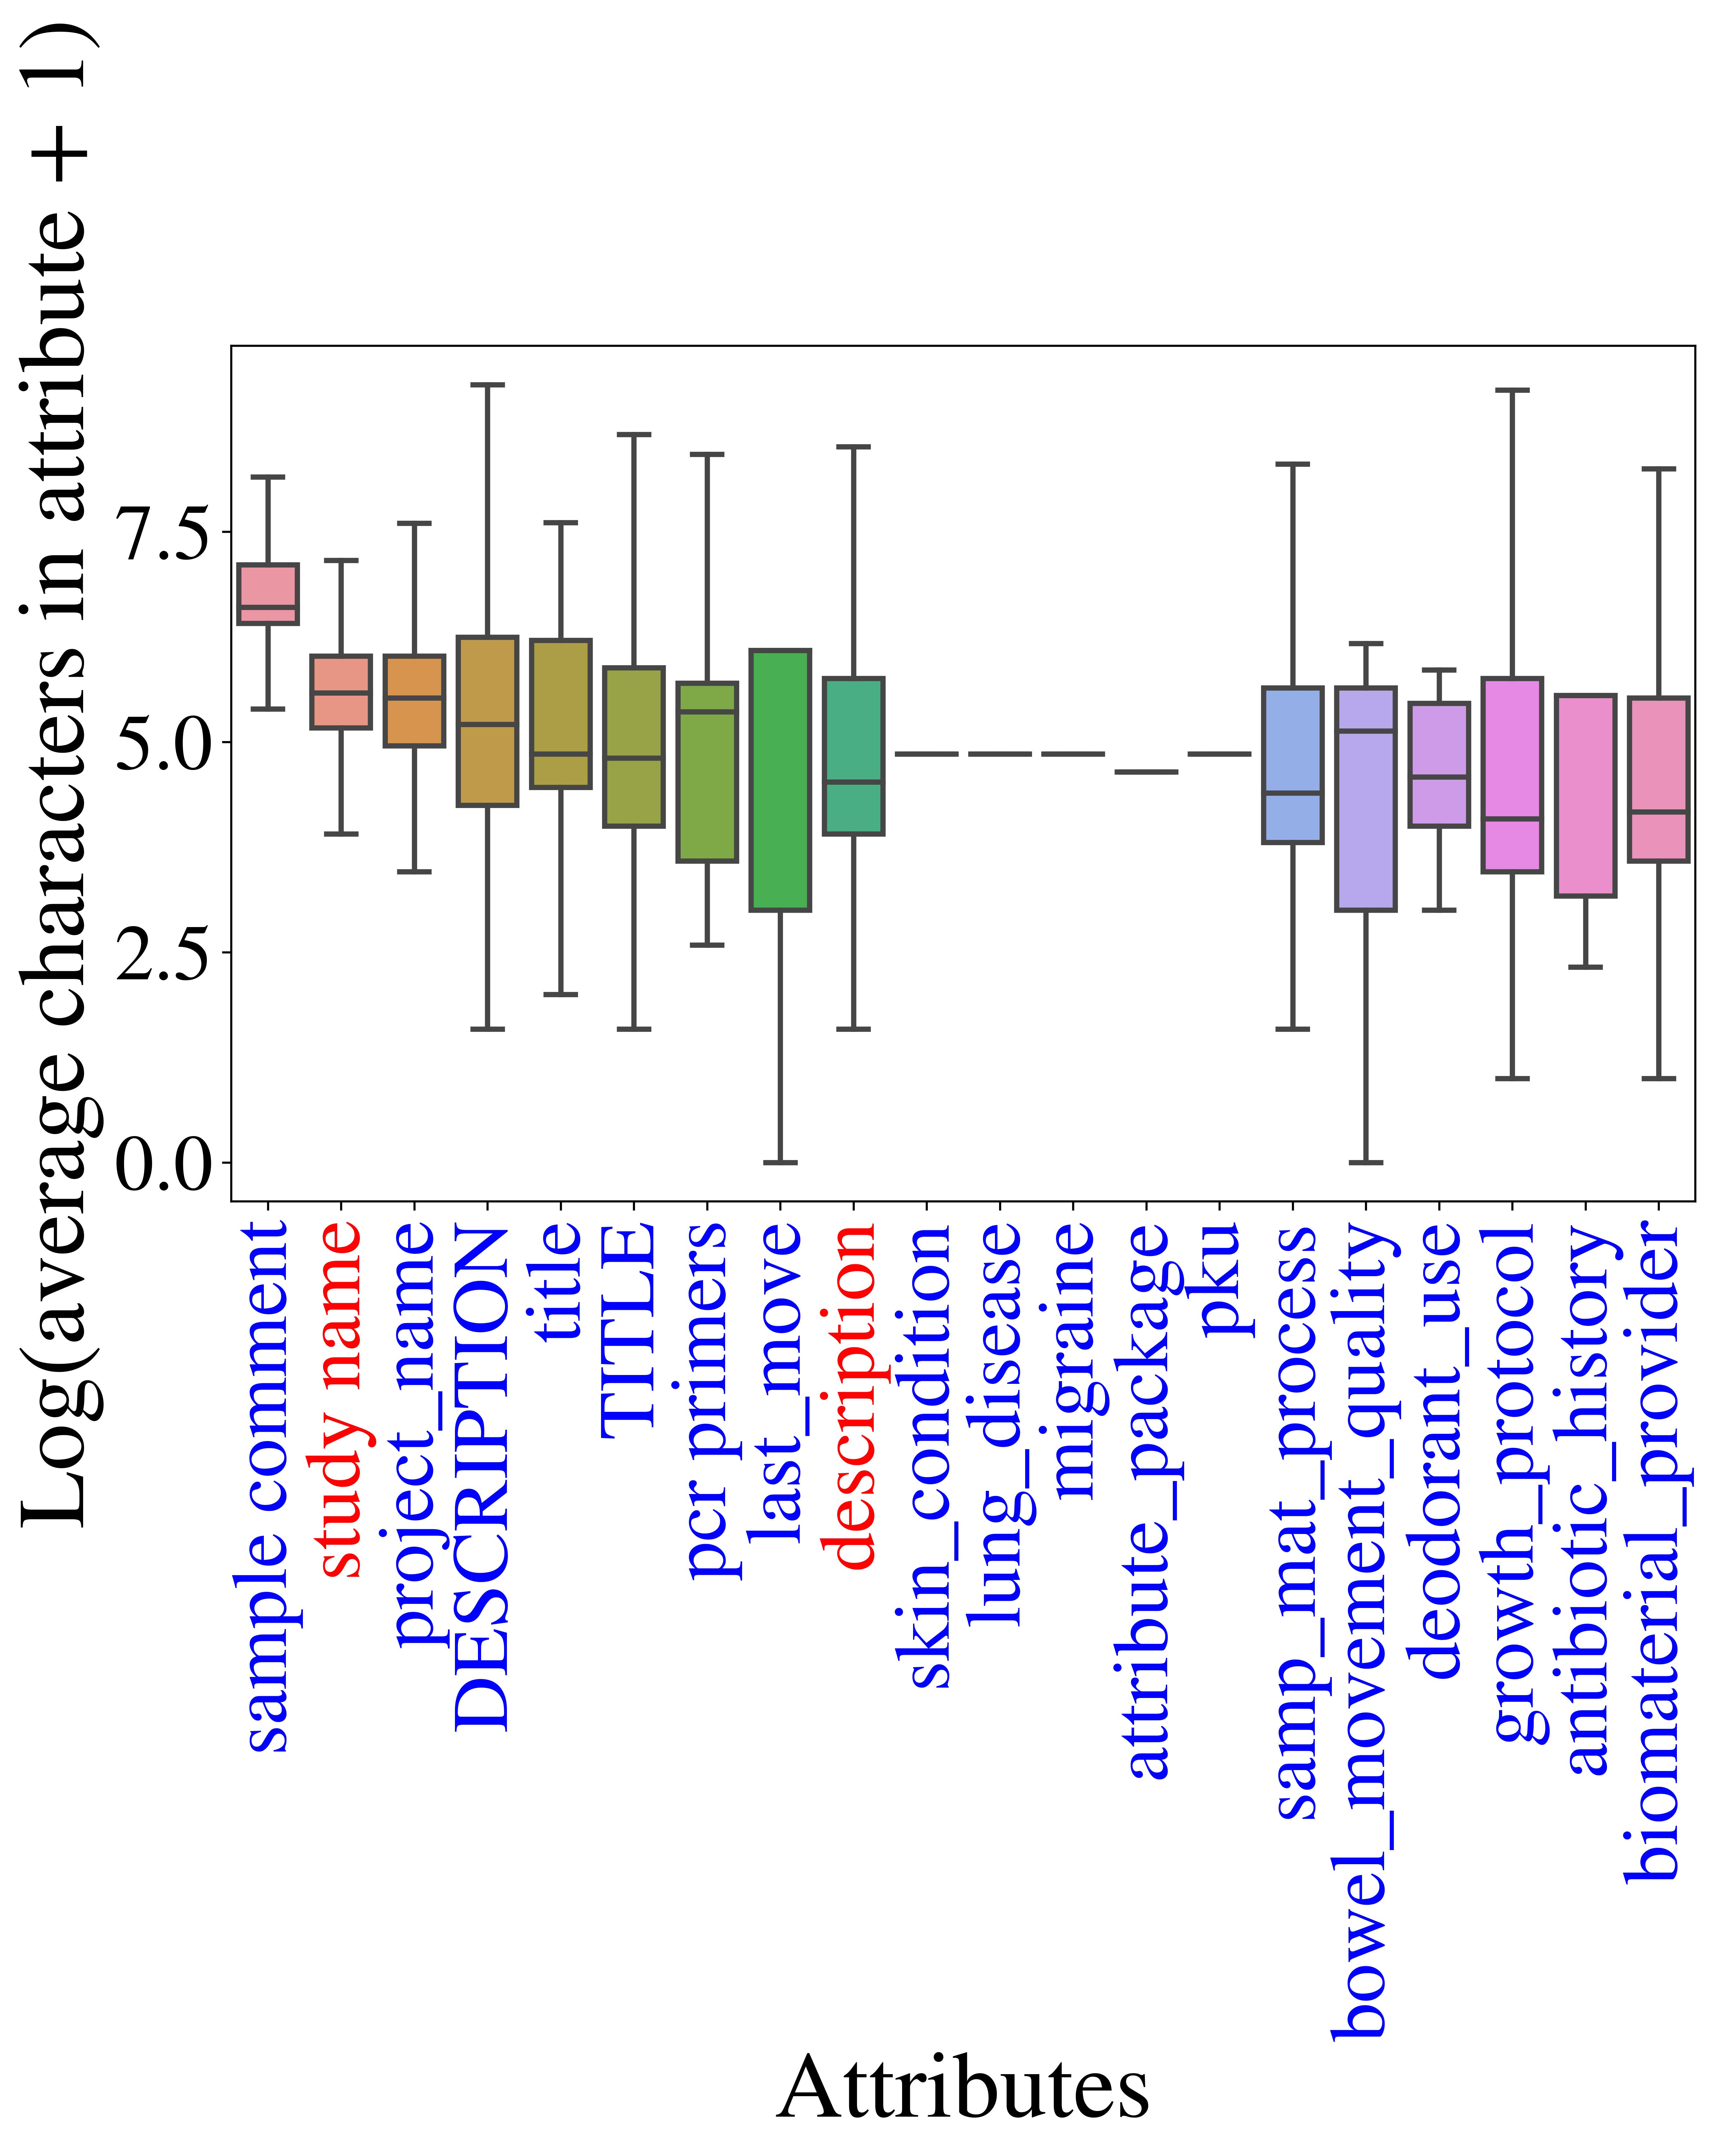 Log(average characters in attribute + 1)
7.5
5.0
2.5
0.0
sample comment
study name
project_name
DESCRIPTION
title
TITLE
pcr primers
last_move
description
skin_condition
lung_disease
migraine
attribute_package
pku
samp_mat_process
bowel_movement_quality
deodorant_use
growth_protocol
antibiotic_history
biomaterial_provider
Attributes